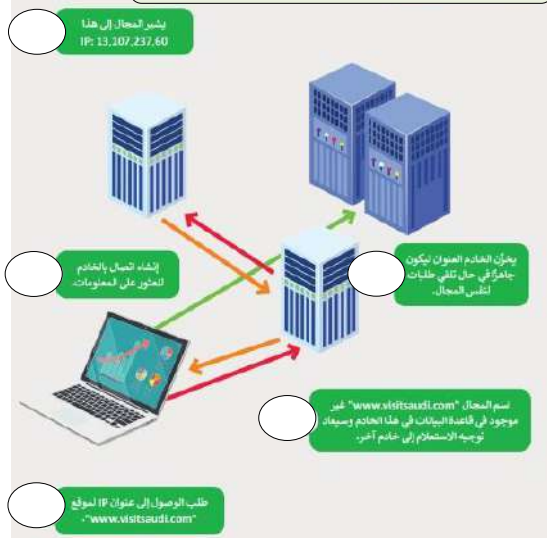 يشير المجال إلى هذا
IP: 13,107,237,60
إنشاء اتصال بالخادم
للعثور على المعلومات.
يخزّن الخادم العنوان ليكون
جاهزًا في حال تلقي طلبات
لنفس المجال.
اسم المجال "www.visitsaudi.com" غير
موجود في قاعدة البيانات في هذا الخادم وسيعاد
توجيه الاستعلام إلى خادم آخر.
طلب الوصول إلى عنوان IP لموقع
"www.visitsaudi.com".